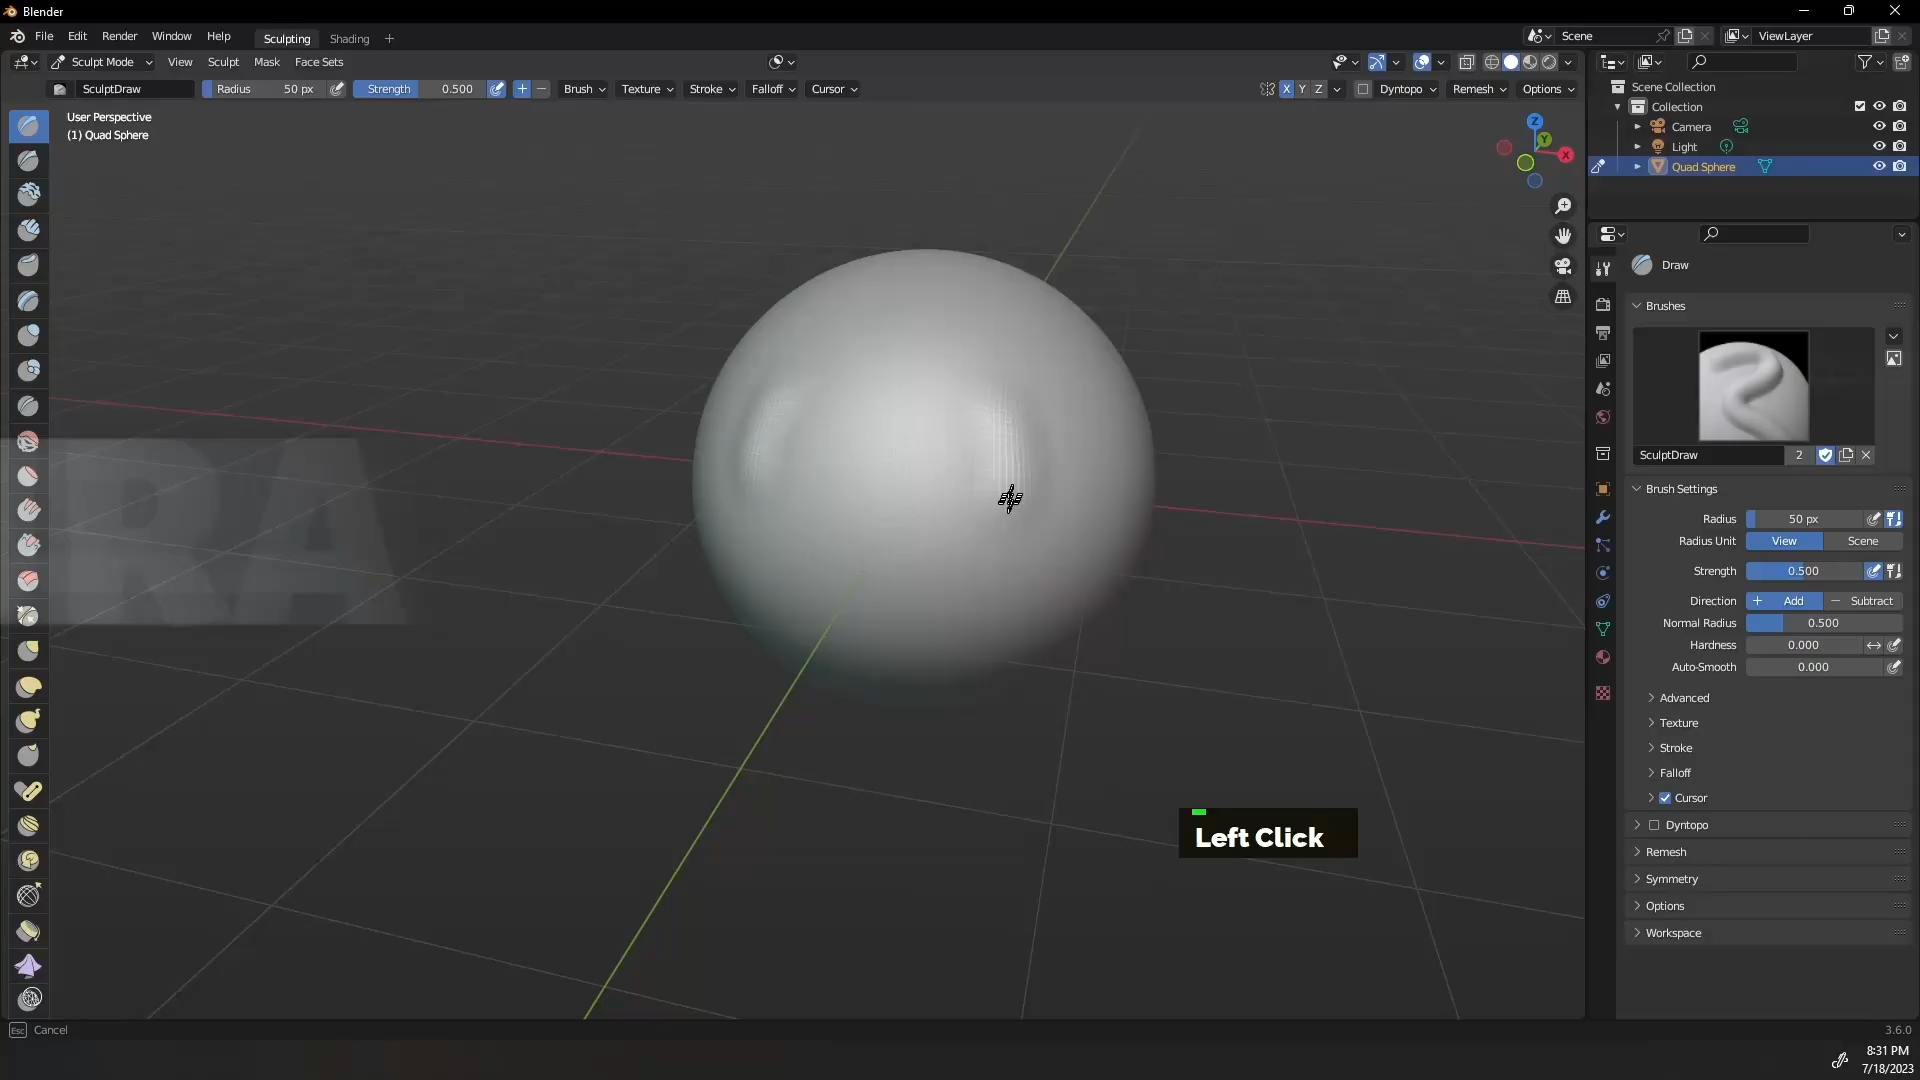 Blender
File Edit Render Window Help Sculpting Shading + Scene ViewLayer
Sculpt Mode View Sculpt Mask Face Sets
SculptDraw Radius 50 px Strength 0.500 + − Brush Texture Stroke Falloff Cursor X Y Z Dyntopo Remesh Options
User Perspective
(1) Quad Sphere
Z
Y
X
RA
Left Click
Scene Collection
Collection
Camera
Light
Quad Sphere
Draw
Brushes
SculptDraw 2
Brush Settings
Radius 50 px
Radius Unit View Scene
Strength 0.500
Direction + Add − Subtract
Normal Radius 0.500
Hardness 0.000
Auto-Smooth 0.000
Advanced
Texture
Stroke
Falloff
Cursor
Dyntopo
Remesh
Symmetry
Options
Workspace
Esc Cancel 3.6.0
8:31 PM
7/18/2023